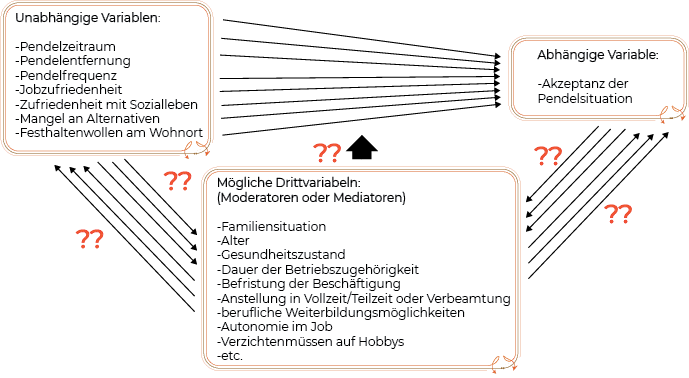 Unabhängige Variablen:
-Pendelzeitraum
-Pendelentfernung
-Pendelfrequenz
-Jobzufriedenheit
-Zufriedenheit mit Sozialleben
-Mangel an Alternativen
-Festhaltenwollen am Wohnort
Abhängige Variable:
-Akzeptanz der
Pendelsituation
??
??
??
??
??
Mögliche Drittvariabeln:
(Moderatoren oder Mediatoren)
-Familiensituation
-Alter
-Gesundheitszustand
-Dauer der Betriebszugehörigkeit
-Befristung der Beschäftigung
-Anstellung in Vollzeit/Teilzeit oder Verbeamtung
-berufliche Weiterbildungsmöglichkeiten
-Autonomie im Job
-Verzichtenmüssen auf Hobbys
-etc.